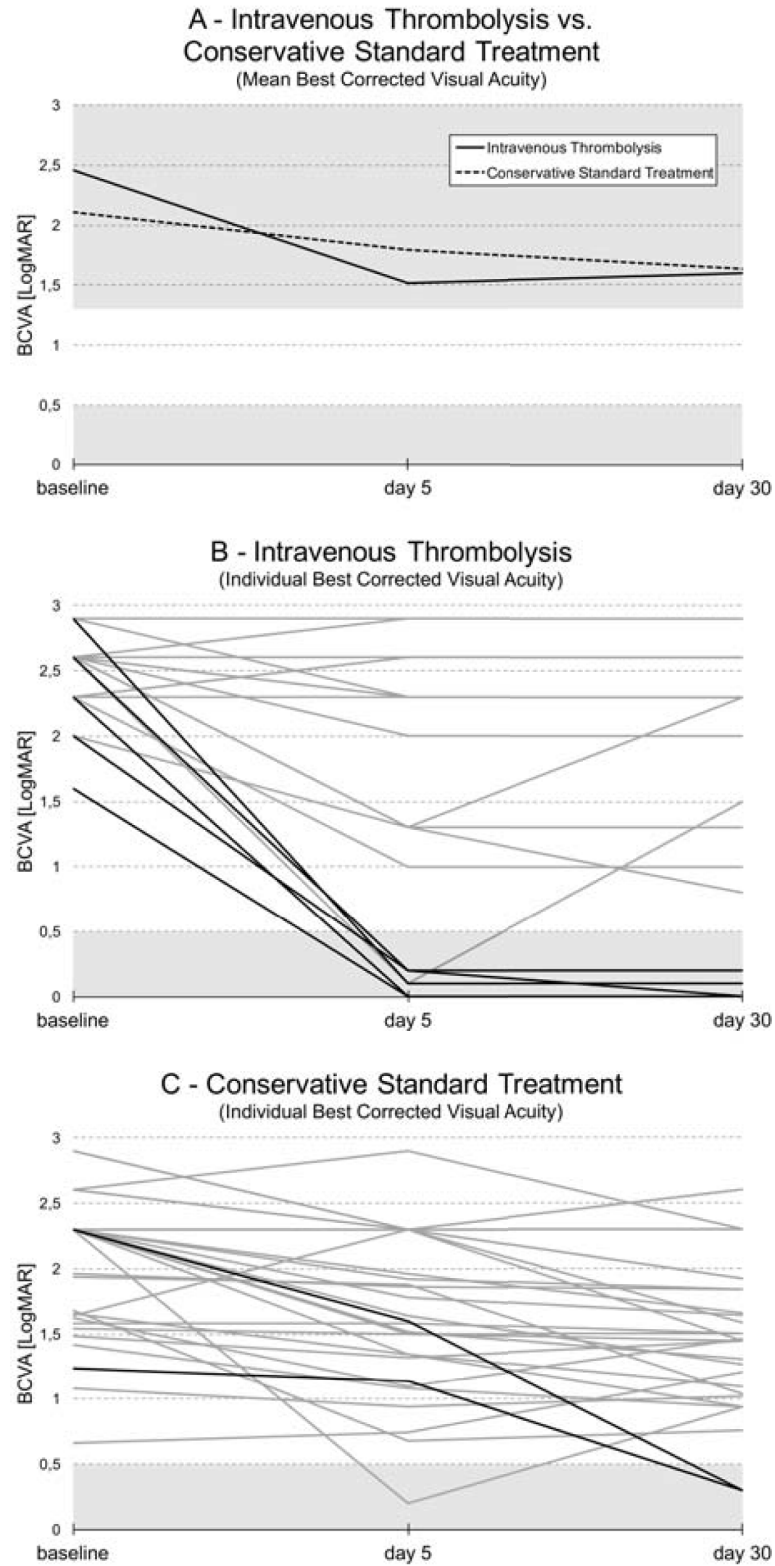 A - Intravenous Thrombolysis vs.
Conservative Standard Treatment
(Mean Best Corrected Visual Acuity)
3
2,5
2
1,5
1
0,5
0
BCVA [LogMAR]
Intravenous Thrombolysis
Conservative Standard Treatment
baseline
day 5
day 30
B - Intravenous Thrombolysis
(Individual Best Corrected Visual Acuity)
3
2,5
2
1,5
1
0,5
0
BCVA [LogMAR]
baseline
day 5
day 30
C - Conservative Standard Treatment
(Individual Best Corrected Visual Acuity)
3
2,5
2
1,5
1
0,5
0
BCVA [LogMAR]
baseline
day 5
day 30